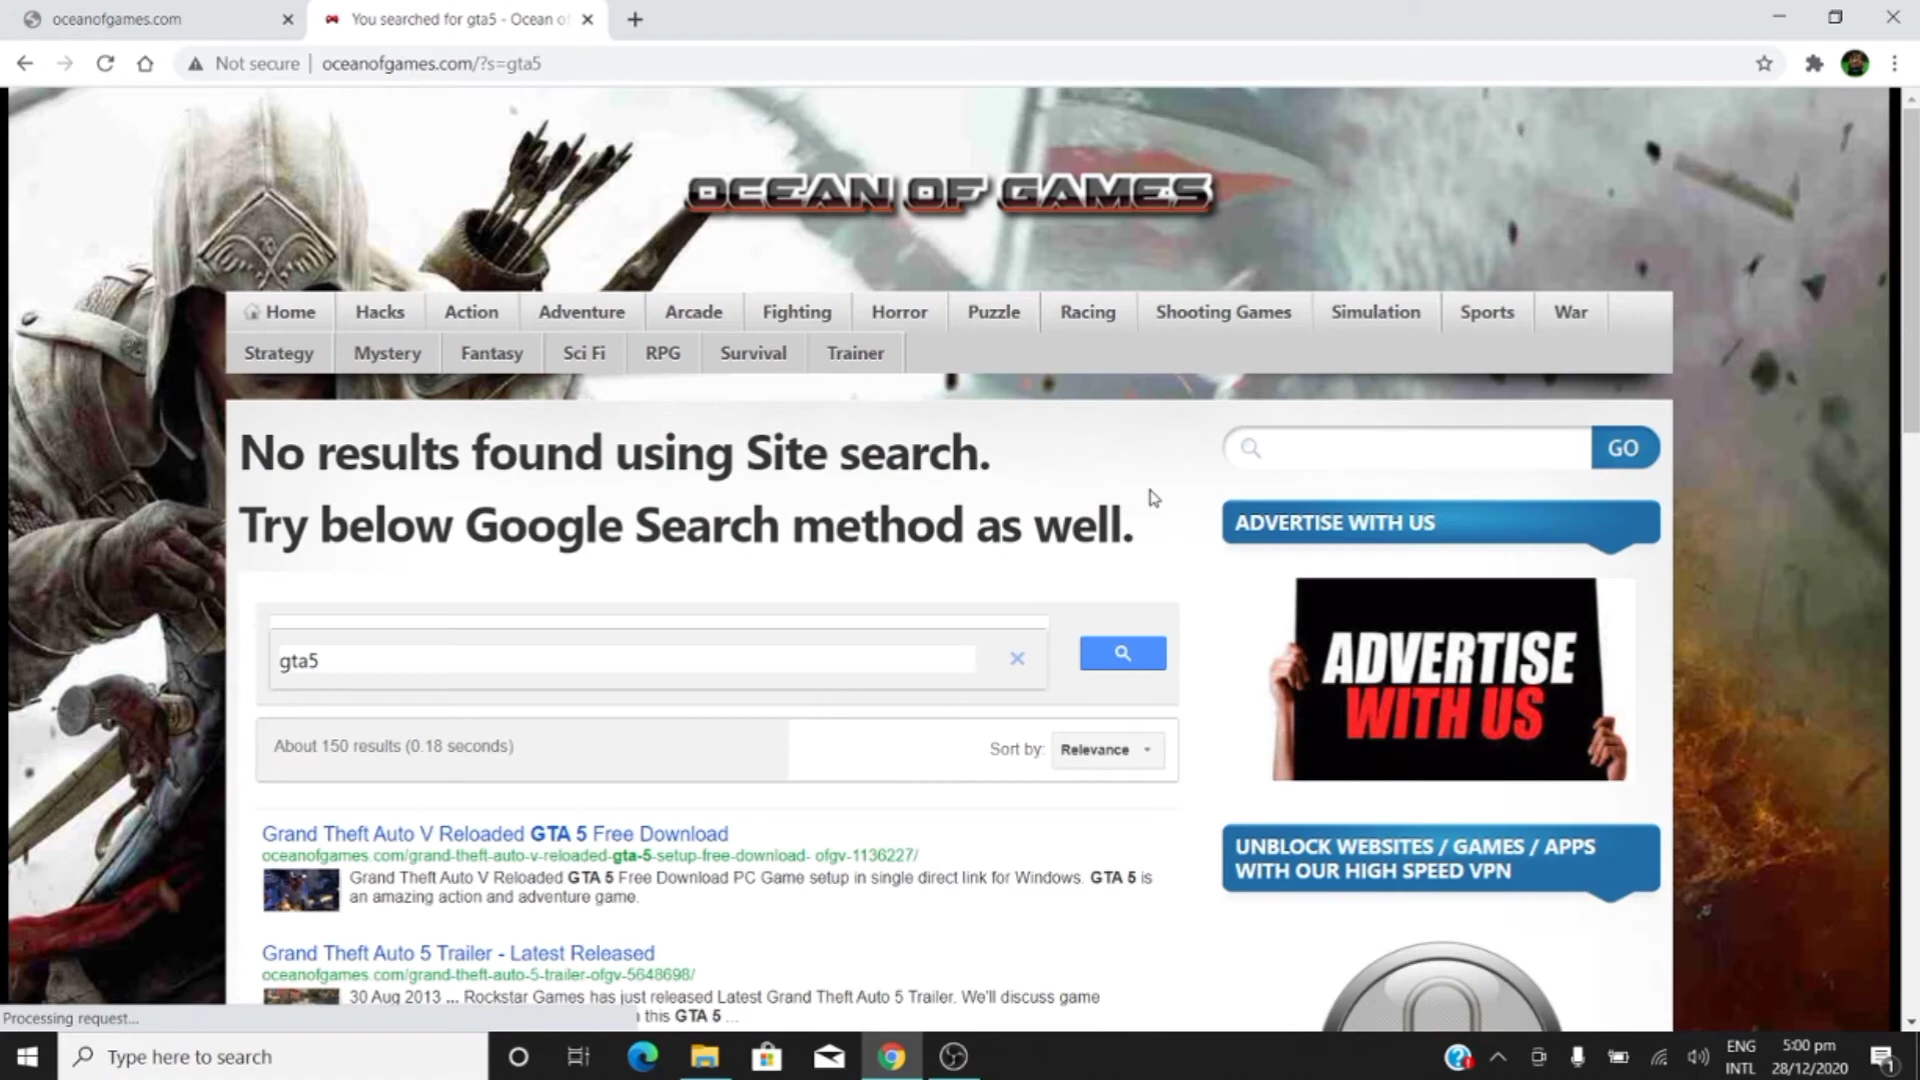 oceanofgames.com
You searched for gta5 - Ocean of
Not secure
oceanofgames.com/?s=gta5
OCEAN OF GAMES
Home Hacks Action Adventure Arcade Fighting Horror Puzzle Racing Shooting Games Simulation Sports War
Strategy Mystery Fantasy Sci Fi RPG Survival Trainer
No results found using Site search.
Try below Google Search method as well.
GO
ADVERTISE WITH US
ADVERTISE
WITH US
gta5
About 150 results (0.18 seconds)
Sort by: Relevance
Grand Theft Auto V Reloaded GTA 5 Free Download
oceanofgames.com/grand-theft-auto-v-reloaded-gta-5-setup-free-download- ofgv-1136227/
Grand Theft Auto V Reloaded GTA 5 Free Download PC Game setup in single direct link for Windows. GTA 5 is
an amazing action and adventure game.
UNBLOCK WEBSITES / GAMES / APPS
WITH OUR HIGH SPEED VPN
Grand Theft Auto 5 Trailer - Latest Released
oceanofgames.com/grand-theft-auto-5-trailer-ofgv-5648698/
30 Aug 2013 ... Rockstar Games has just released Latest Grand Theft Auto 5 Trailer. We'll discuss game
this GTA 5 ...
Processing request...
Type here to search
ENG
INTL
5:00 pm
28/12/2020
1